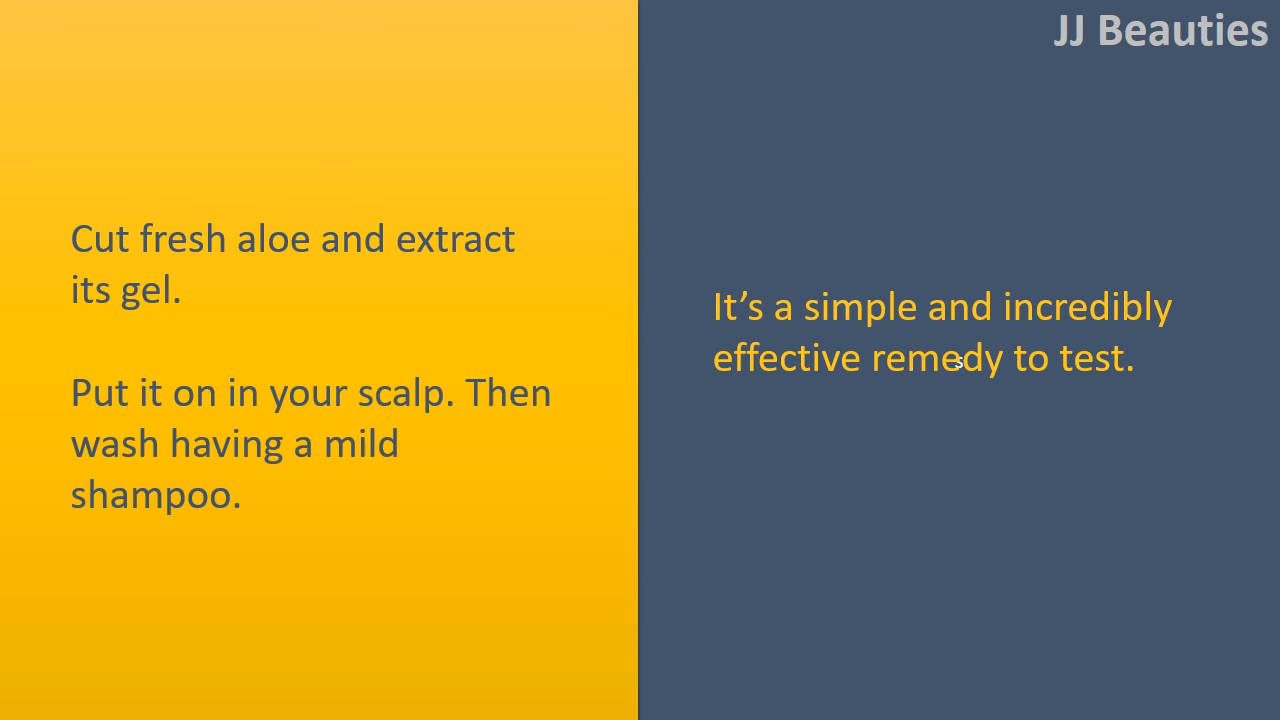 JJ Beauties
Cut fresh aloe and extract
its gel.
Put it on in your scalp. Then
wash having a mild
shampoo.
It’s a simple and incredibly
effective remedy to test.
s